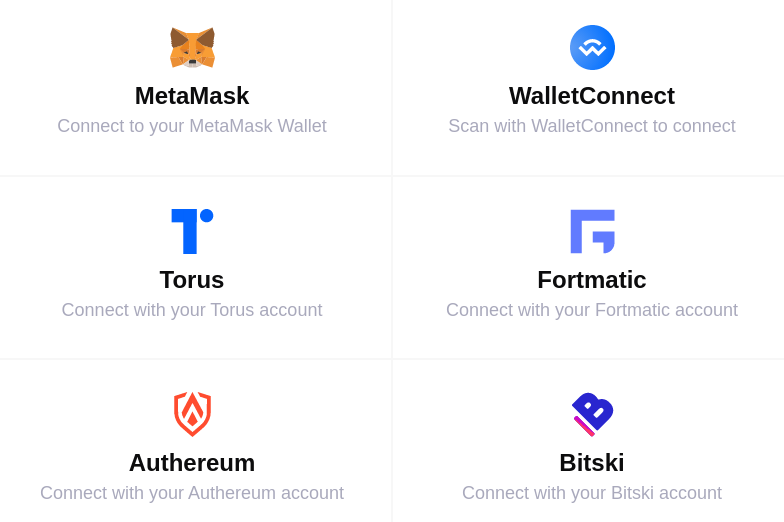 MetaMask
Connect to your MetaMask Wallet
WalletConnect
Scan with WalletConnect to connect
Torus
Connect with your Torus account
Fortmatic
Connect with your Fortmatic account
Authereum
Connect with your Authereum account
Bitski
Connect with your Bitski account